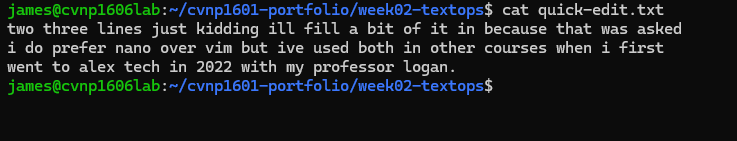 james@cvnp1606lab:~/cvnp1601-portfolio/week02-textops$ cat quick-edit.txt
two three lines just kidding ill fill a bit of it in because that was asked
i do prefer nano over vim but ive used both in other courses when i first
went to alex tech in 2022 with my professor logan.
james@cvnp1606lab:~/cvnp1601-portfolio/week02-textops$